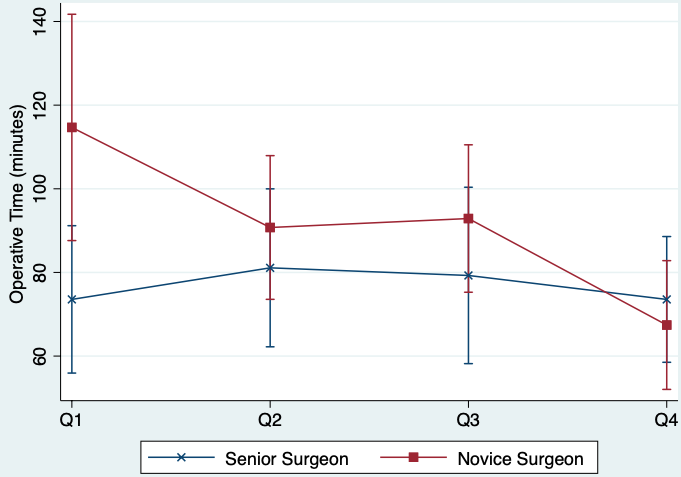 Operative Time (minutes)
140
120
100
80
60
Q1 Q2 Q3 Q4
Senior Surgeon Novice Surgeon